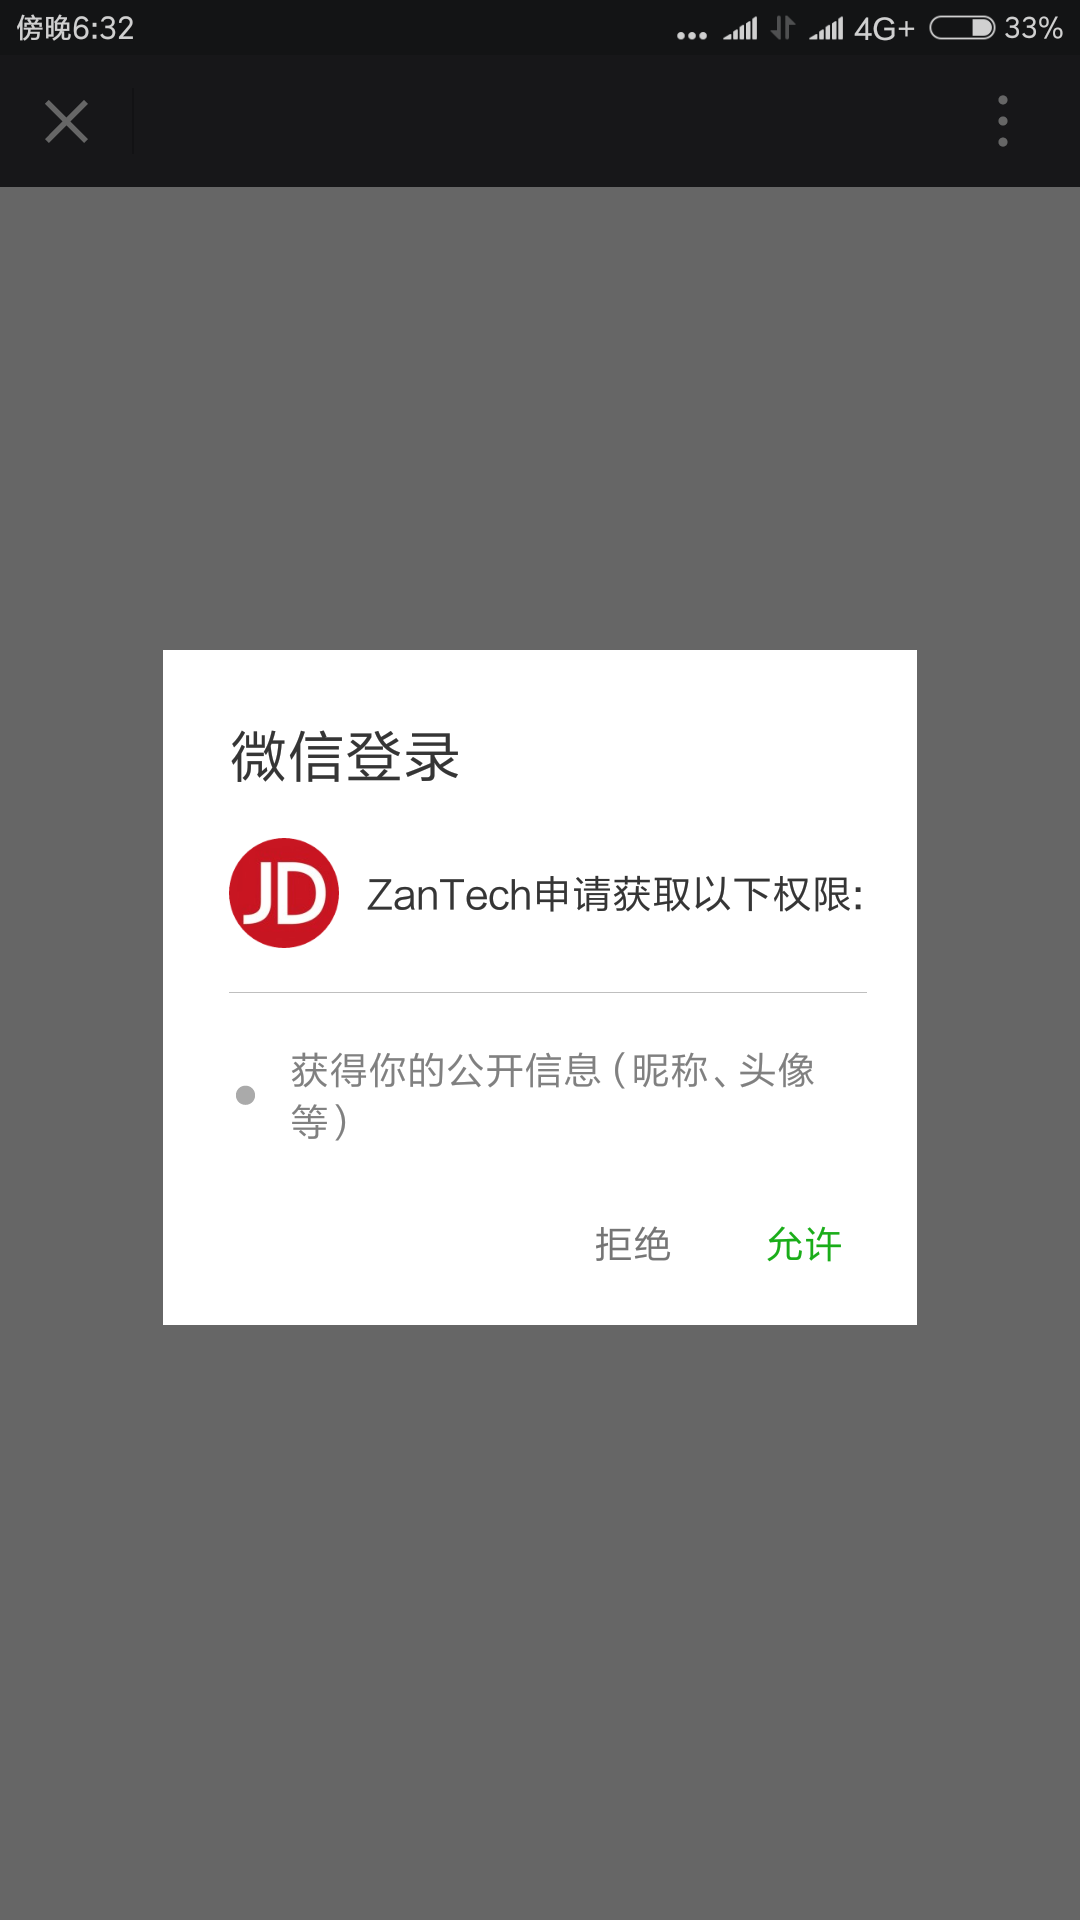 傍晚6:32
4G+ 33%
微信登录
JD
ZanTech申请获取以下权限:
获得你的公开信息(昵称、头像
等)
拒绝 允许